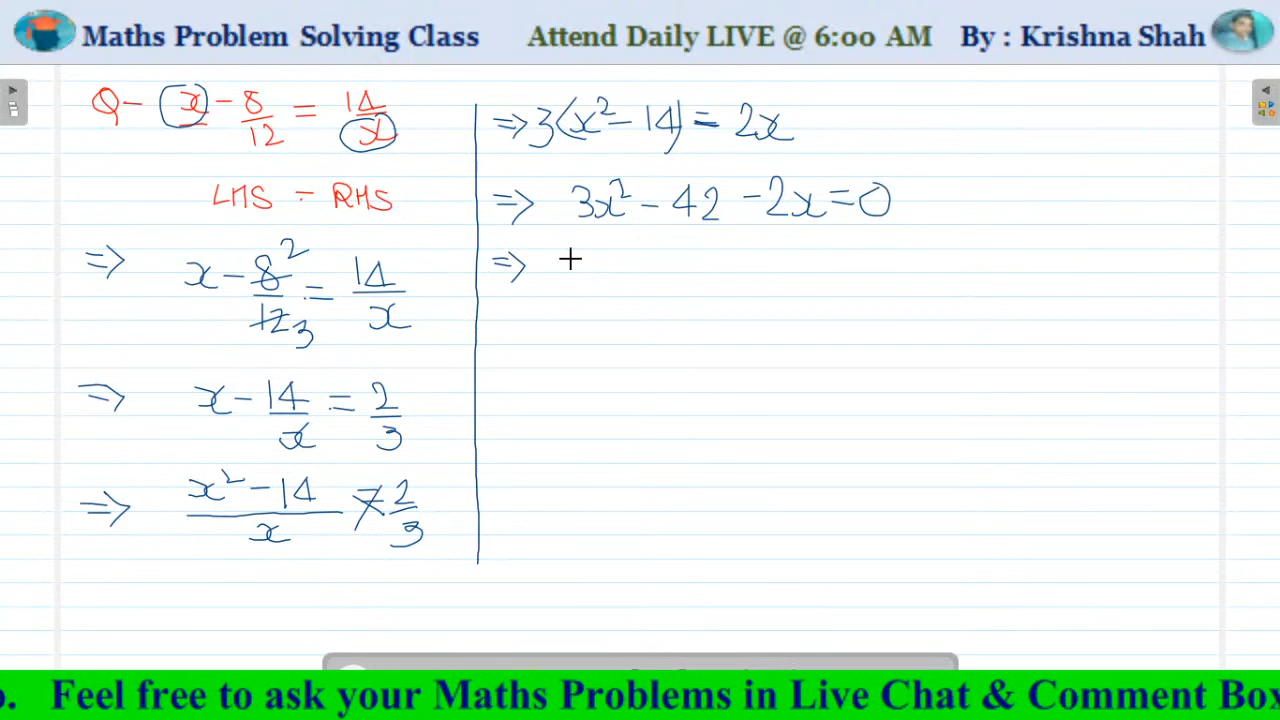 Maths Problem Solving Class Attend Daily LIVE @ 6:00 AM By : Krishna Shah
Q- x - 8/12 = 14/x
LHS = RHS
=> x - 8/12 = 14/x
2
3
=> x - 14/x = 2/3
=> x² - 14/x = 2/3
=> 3(x² - 14) = 2x
=> 3x² - 42 - 2x = 0
=>
. Feel free to ask your Maths Problems in Live Chat & Comment Box